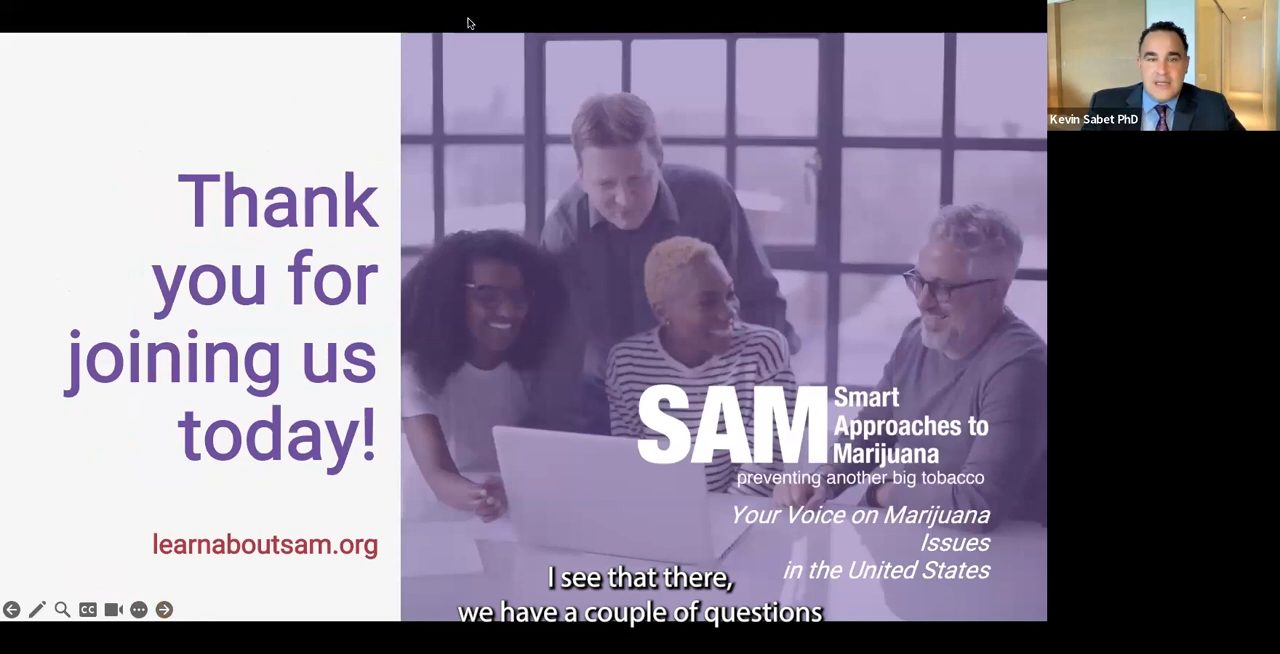 Thank
you for
joining us
today!
learnaboutsam.org
SAM
Smart
Approaches to
Marijuana
preventing another big tobacco
Your Voice on Marijuana
Issues
in the United States
I see that there,
we have a couple of questions
CC
Kevin Sabet PhD